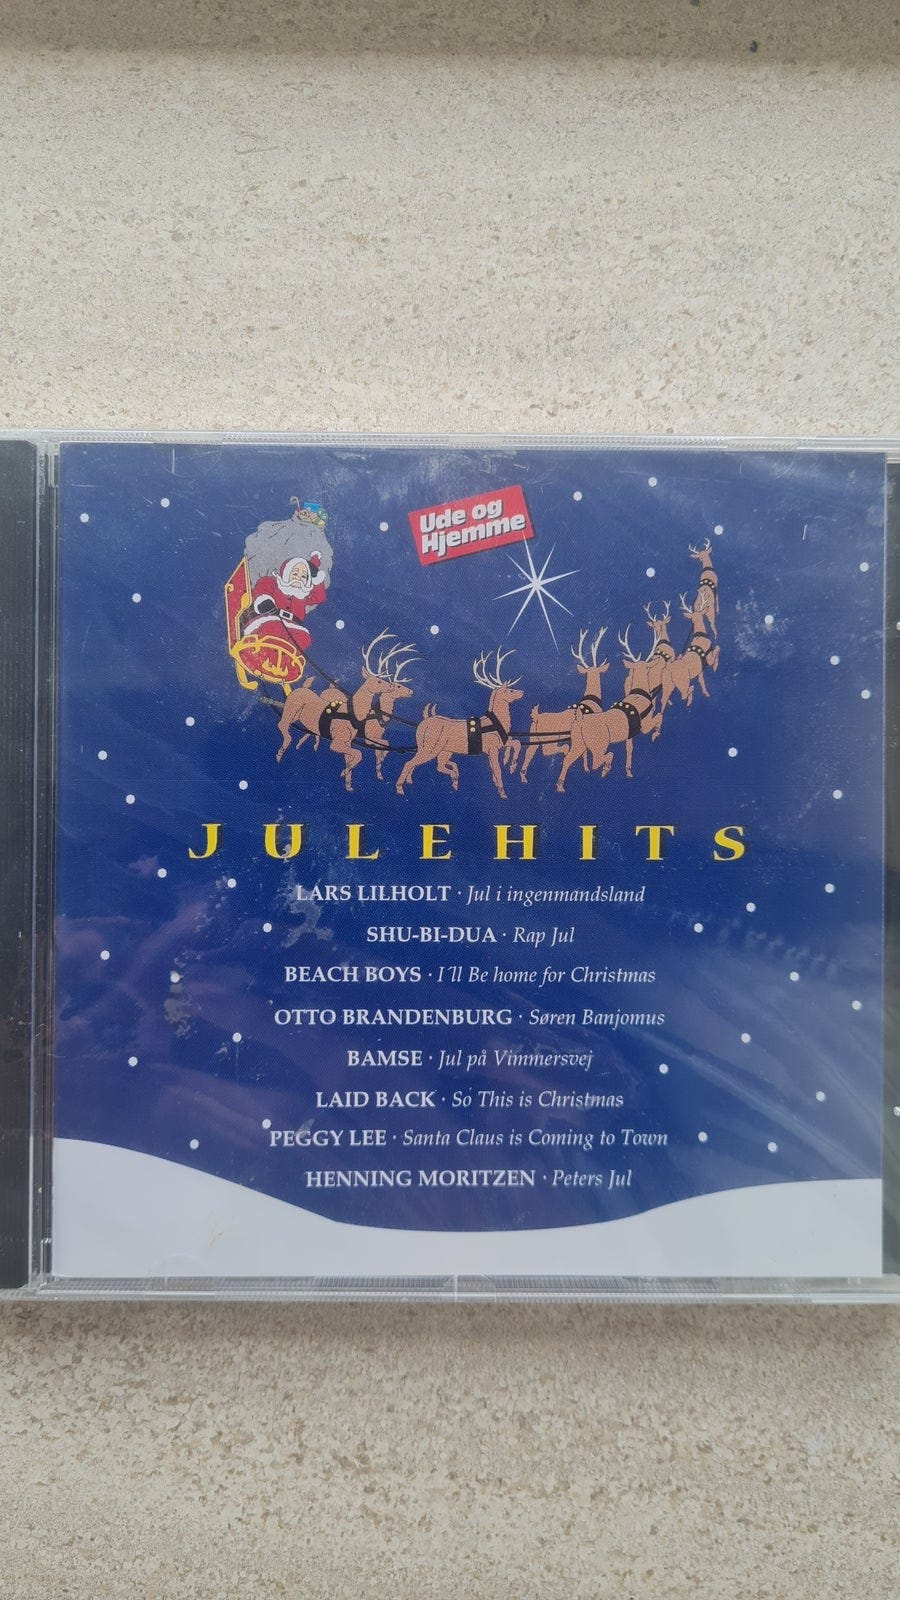 Ude og
Hjemme
JULEHITS
LARS LILHOLT · Jul i ingenmandsland
SHU-BI-DUA · Rap Jul
BEACH BOYS · I´ll Be home for Christmas
OTTO BRANDENBURG · Søren Banjomus
BAMSE · Jul på Vimmersvej
LAID BACK · So This is Christmas
PEGGY LEE · Santa Claus is Coming to Town
HENNING MORITZEN · Peters Jul